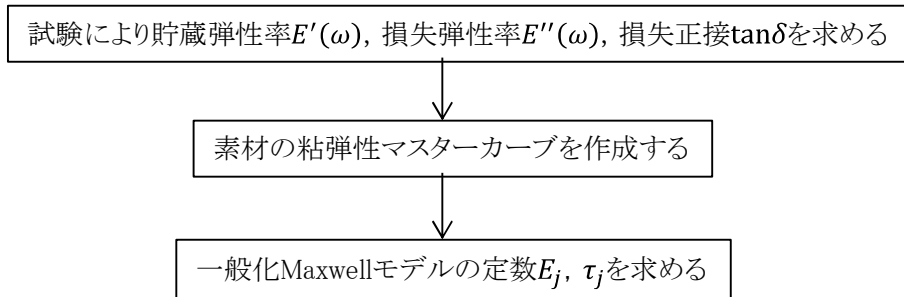 試験により貯蔵弾性率E′(ω), 損失弾性率E′′(ω), 損失正接tanδを求める
素材の粘弾性マスターカーブを作成する
一般化Maxwellモデルの定数E_j, τ_jを求める